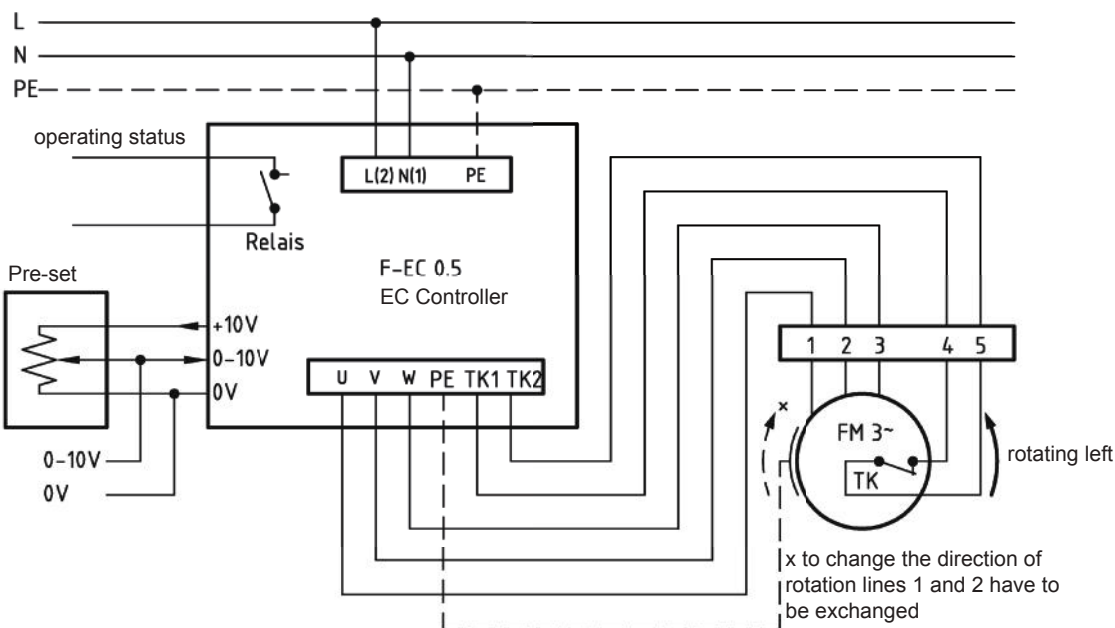 L
N
PE
operating status
L(2) N(1) PE
Relais
F-EC 0.5
EC Controller
Pre-set
+10V
0-10V
0V
U V W PE TK1 TK2
0-10V
0V
1 2 3 4 5
x
FM 3~
TK
rotating left
x to change the direction of
rotation lines 1 and 2 have to
be exchanged